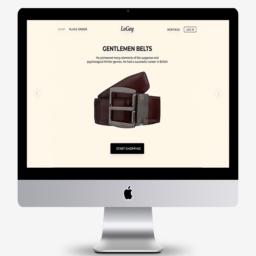 SHOP PLACE ORDER LeGay HERITAGE LOG IN
GENTLEMEN BELTS
He pioneered many elements of the suspense and
psychological thriller genres. He had a successful career in British
START SHOPPING